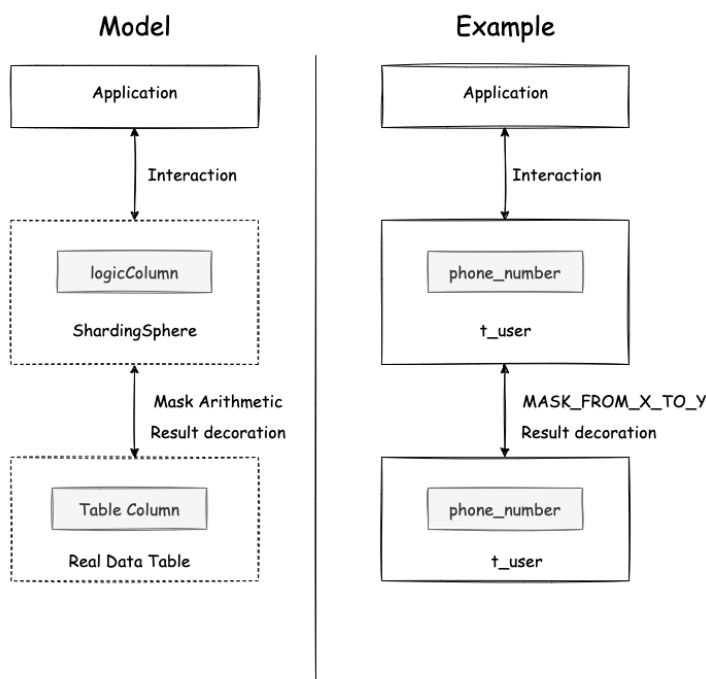 Model
Application
Interaction
logicColumn
ShardingSphere
Mask Arithmetic
Result decoration
Table Column
Real Data Table
Example
Application
Interaction
phone_number
t_user
MASK_FROM_X_TO_Y
Result decoration
phone_number
t_user